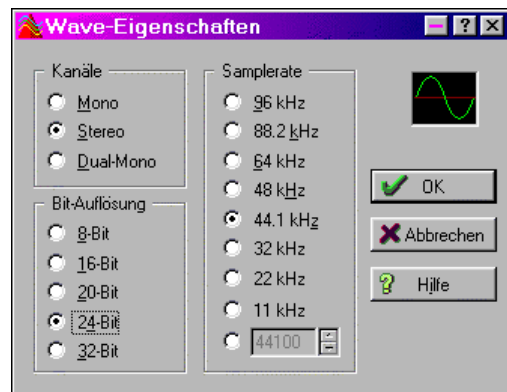 Wave-Eigenschaften
Kanäle
Mono
Stereo
Dual-Mono
Bit-Auflösung
8-Bit
16-Bit
20-Bit
24-Bit
32-Bit
Samplerate
96 kHz
88.2 kHz
64 kHz
48 kHz
44.1 kHz
32 kHz
22 kHz
11 kHz
44100
OK
Abbrechen
Hilfe